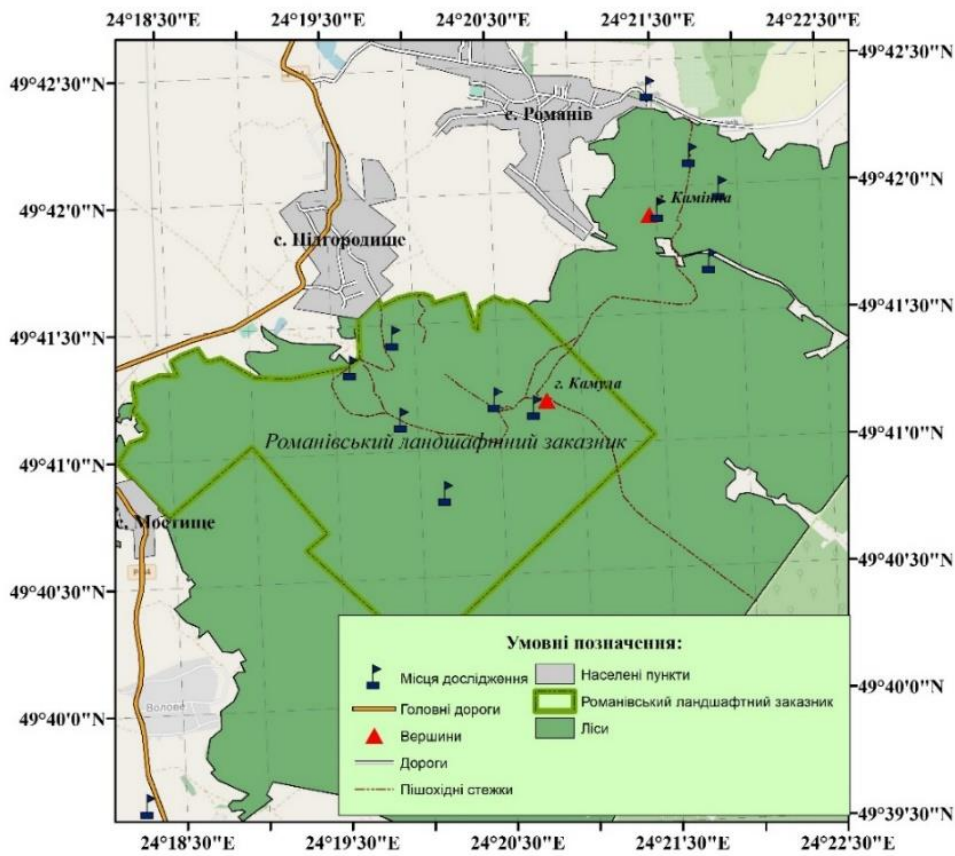 24°18'30"E 24°19'30"E 24°20'30"E 24°21'30"E 24°22'30"E
49°42'30"N
49°42'30"N
с. Романів
49°42'0"N
49°42'0"N
г. Камінна
с. Підгородище
49°41'30"N
49°41'30"N
г. Камула
49°41'0"N
Романівський ландшафтний заказник
49°41'0"N
с. Мостище
49°40'30"N
49°40'30"N
49°40'0"N
49°40'0"N
Волове
49°39'30"N
Умовні позначення:
Місця дослідження
Головні дороги
Вершини
Дороги
Пішохідні стежки
Населені пункти
Романівський ландшафтний заказник
Ліси
24°18'30"E 24°19'30"E 24°20'30"E 24°21'30"E 24°22'30"E